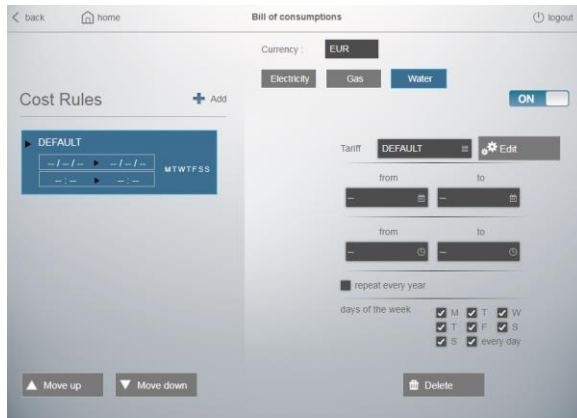 back home Bill of consumptions logout
Currency : EUR
Electricity Gas Water
Cost Rules Add
ON
DEFAULT
-- / -- / -- -- / -- / --
-- : -- -- : --
MTWTFSS
Tariff DEFAULT Edit
from to
-- --
from to
-- --
repeat every year
days of the week M T W
T F S
S every day
Move up Move down Delete